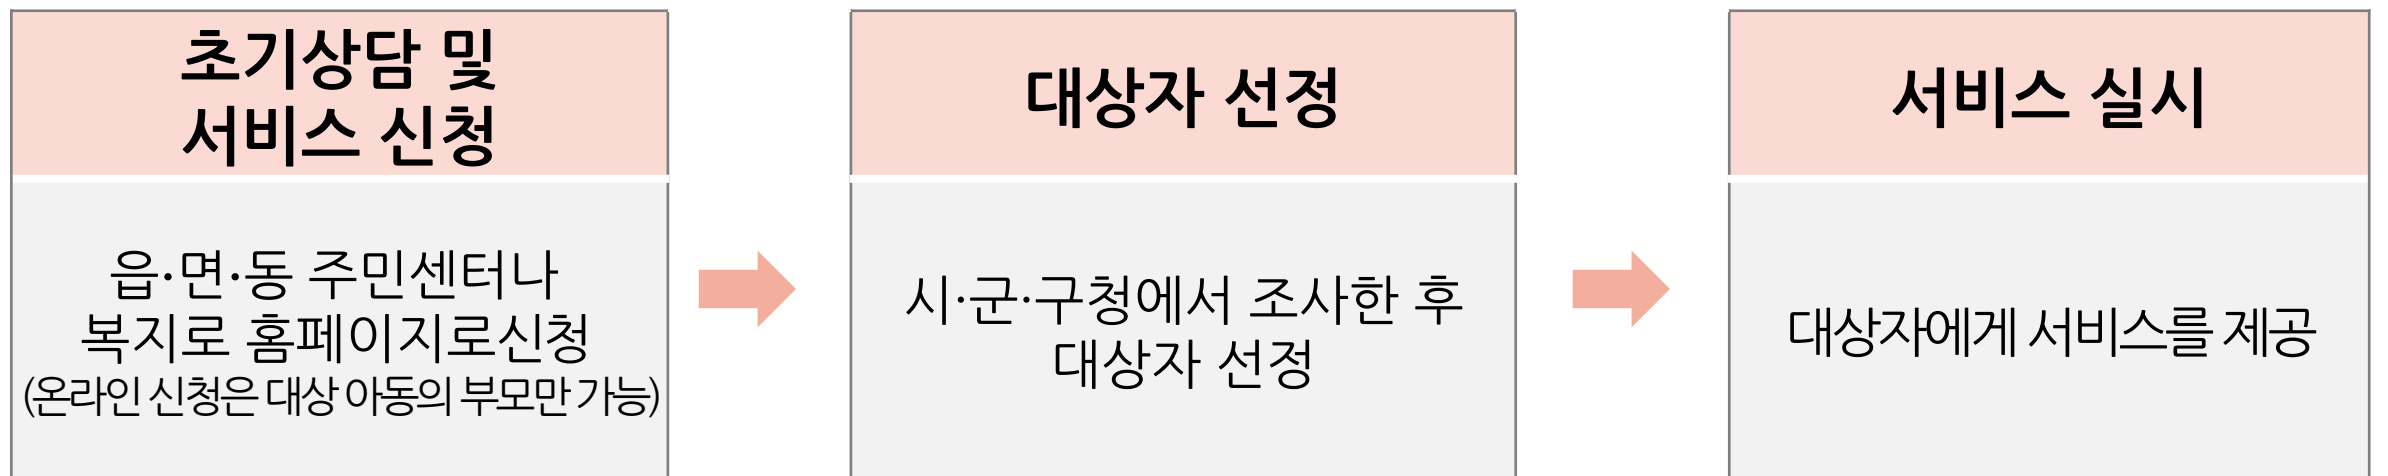 초기상담 및
서비스 신청
읍·면·동 주민센터나
복지로 홈페이지로신청
(온라인 신청은 대상 아동의 부모만 가능)
대상자 선정
시·군·구청에서 조사한 후
대상자 선정
서비스 실시
대상자에게 서비스를 제공